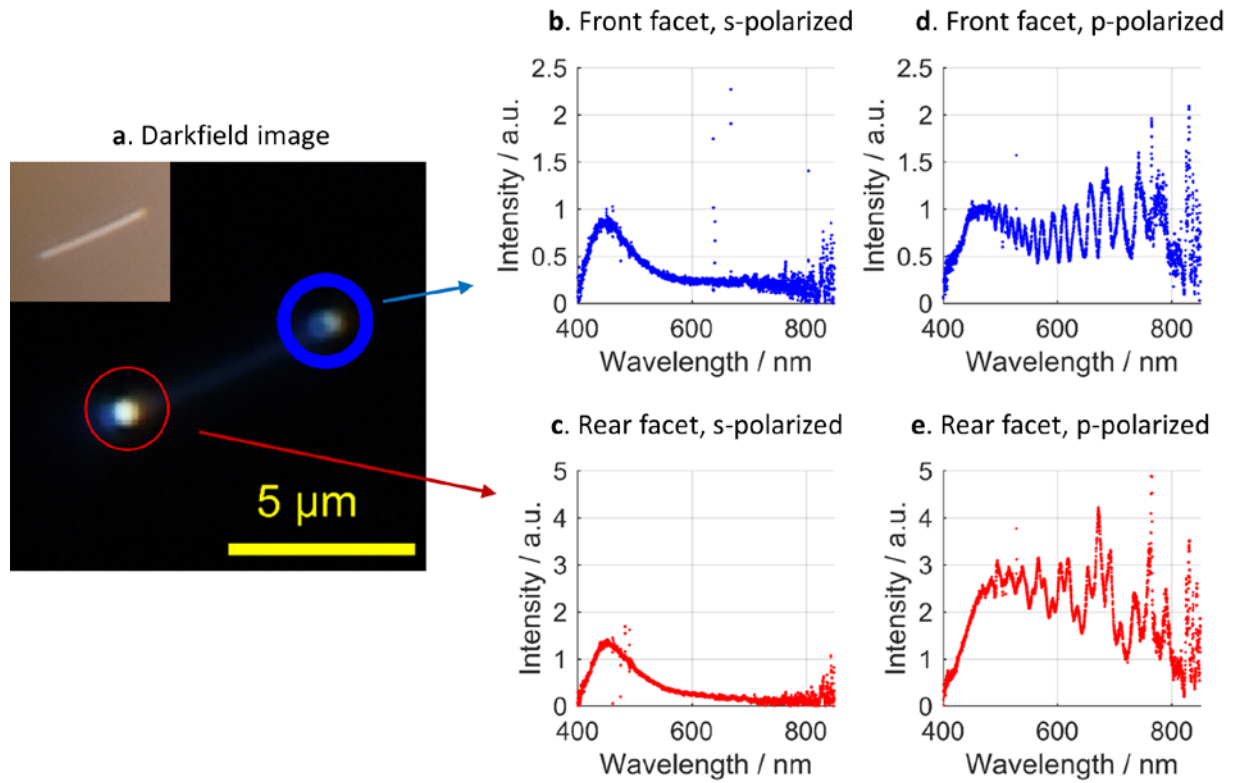 a. Darkfield image
5 µm
b. Front facet, s-polarized
2.5
2
1.5
1
0.5
0
Intensity / a.u.
400 600 800
Wavelength / nm
d. Front facet, p-polarized
2.5
2
1.5
1
0.5
0
Intensity / a.u.
400 600 800
Wavelength / nm
c. Rear facet, s-polarized
5
4
3
2
1
0
Intensity / a.u.
400 600 800
Wavelength / nm
e. Rear facet, p-polarized
5
4
3
2
1
0
Intensity / a.u.
400 600 800
Wavelength / nm